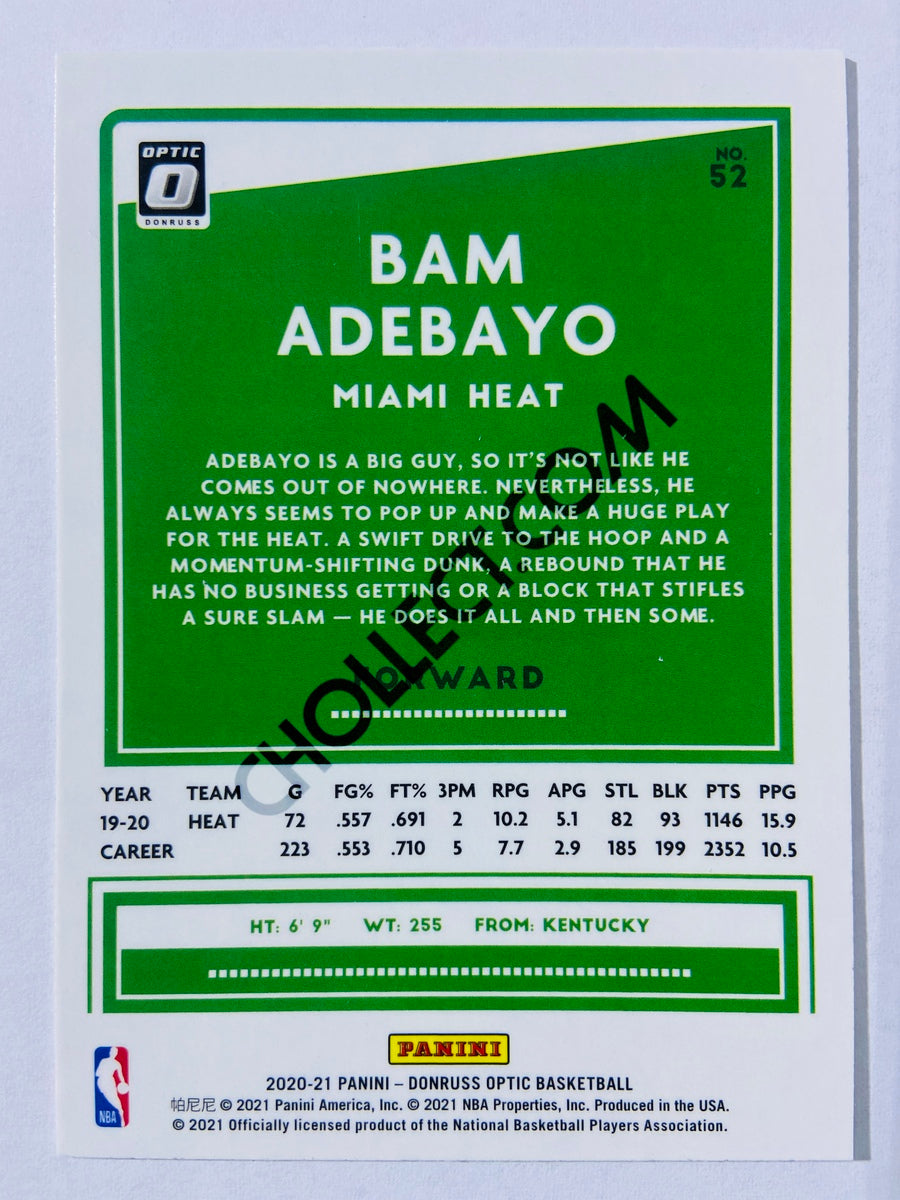 OPTIC
O
DONRUSS
NO.
52
BAM
ADEBAYO
MIAMI HEAT
ADEBAYO IS A BIG GUY, SO IT'S NOT LIKE HE
COMES OUT OF NOWHERE. NEVERTHELESS, HE
ALWAYS SEEMS TO POP UP AND MAKE A HUGE PLAY
FOR THE HEAT. A SWIFT DRIVE TO THE HOOP AND A
MOMENTUM-SHIFTING DUNK, A REBOUND THAT HE
HAS NO BUSINESS GETTING OR A BLOCK THAT STIFLES
A SURE SLAM — HE DOES IT ALL AND THEN SOME.
FORWARD
CHOLLECT.COM
YEAR TEAM G FG% FT% 3PM RPG APG STL BLK PTS PPG
19-20 HEAT 72 .557 .691 2 10.2 5.1 82 93 1146 15.9
CAREER 223 .553 .710 5 7.7 2.9 185 199 2352 10.5
HT: 6' 9" WT: 255 FROM: KENTUCKY
PANINI
NBA
2020-21 PANINI – DONRUSS OPTIC BASKETBALL
帕尼尼 © 2021 Panini America, Inc. © 2021 NBA Properties, Inc. Produced in the USA.
© 2021 Officially licensed product of the National Basketball Players Association.